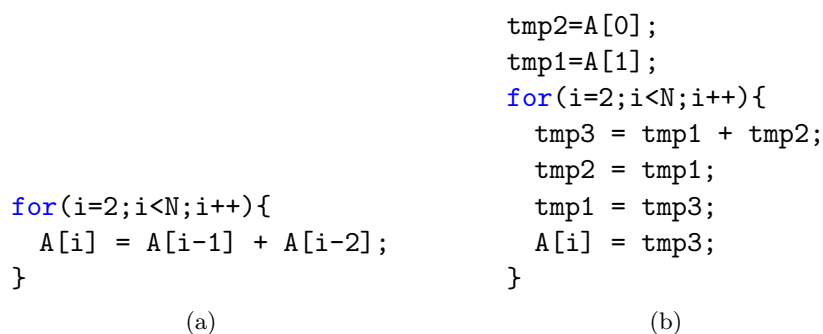 for(i=2;i<N;i++){
  A[i] = A[i-1] + A[i-2];
}
(a)
tmp2=A[0];
tmp1=A[1];
for(i=2;i<N;i++){
  tmp3 = tmp1 + tmp2;
  tmp2 = tmp1;
  tmp1 = tmp3;
  A[i] = tmp3;
}
(b)